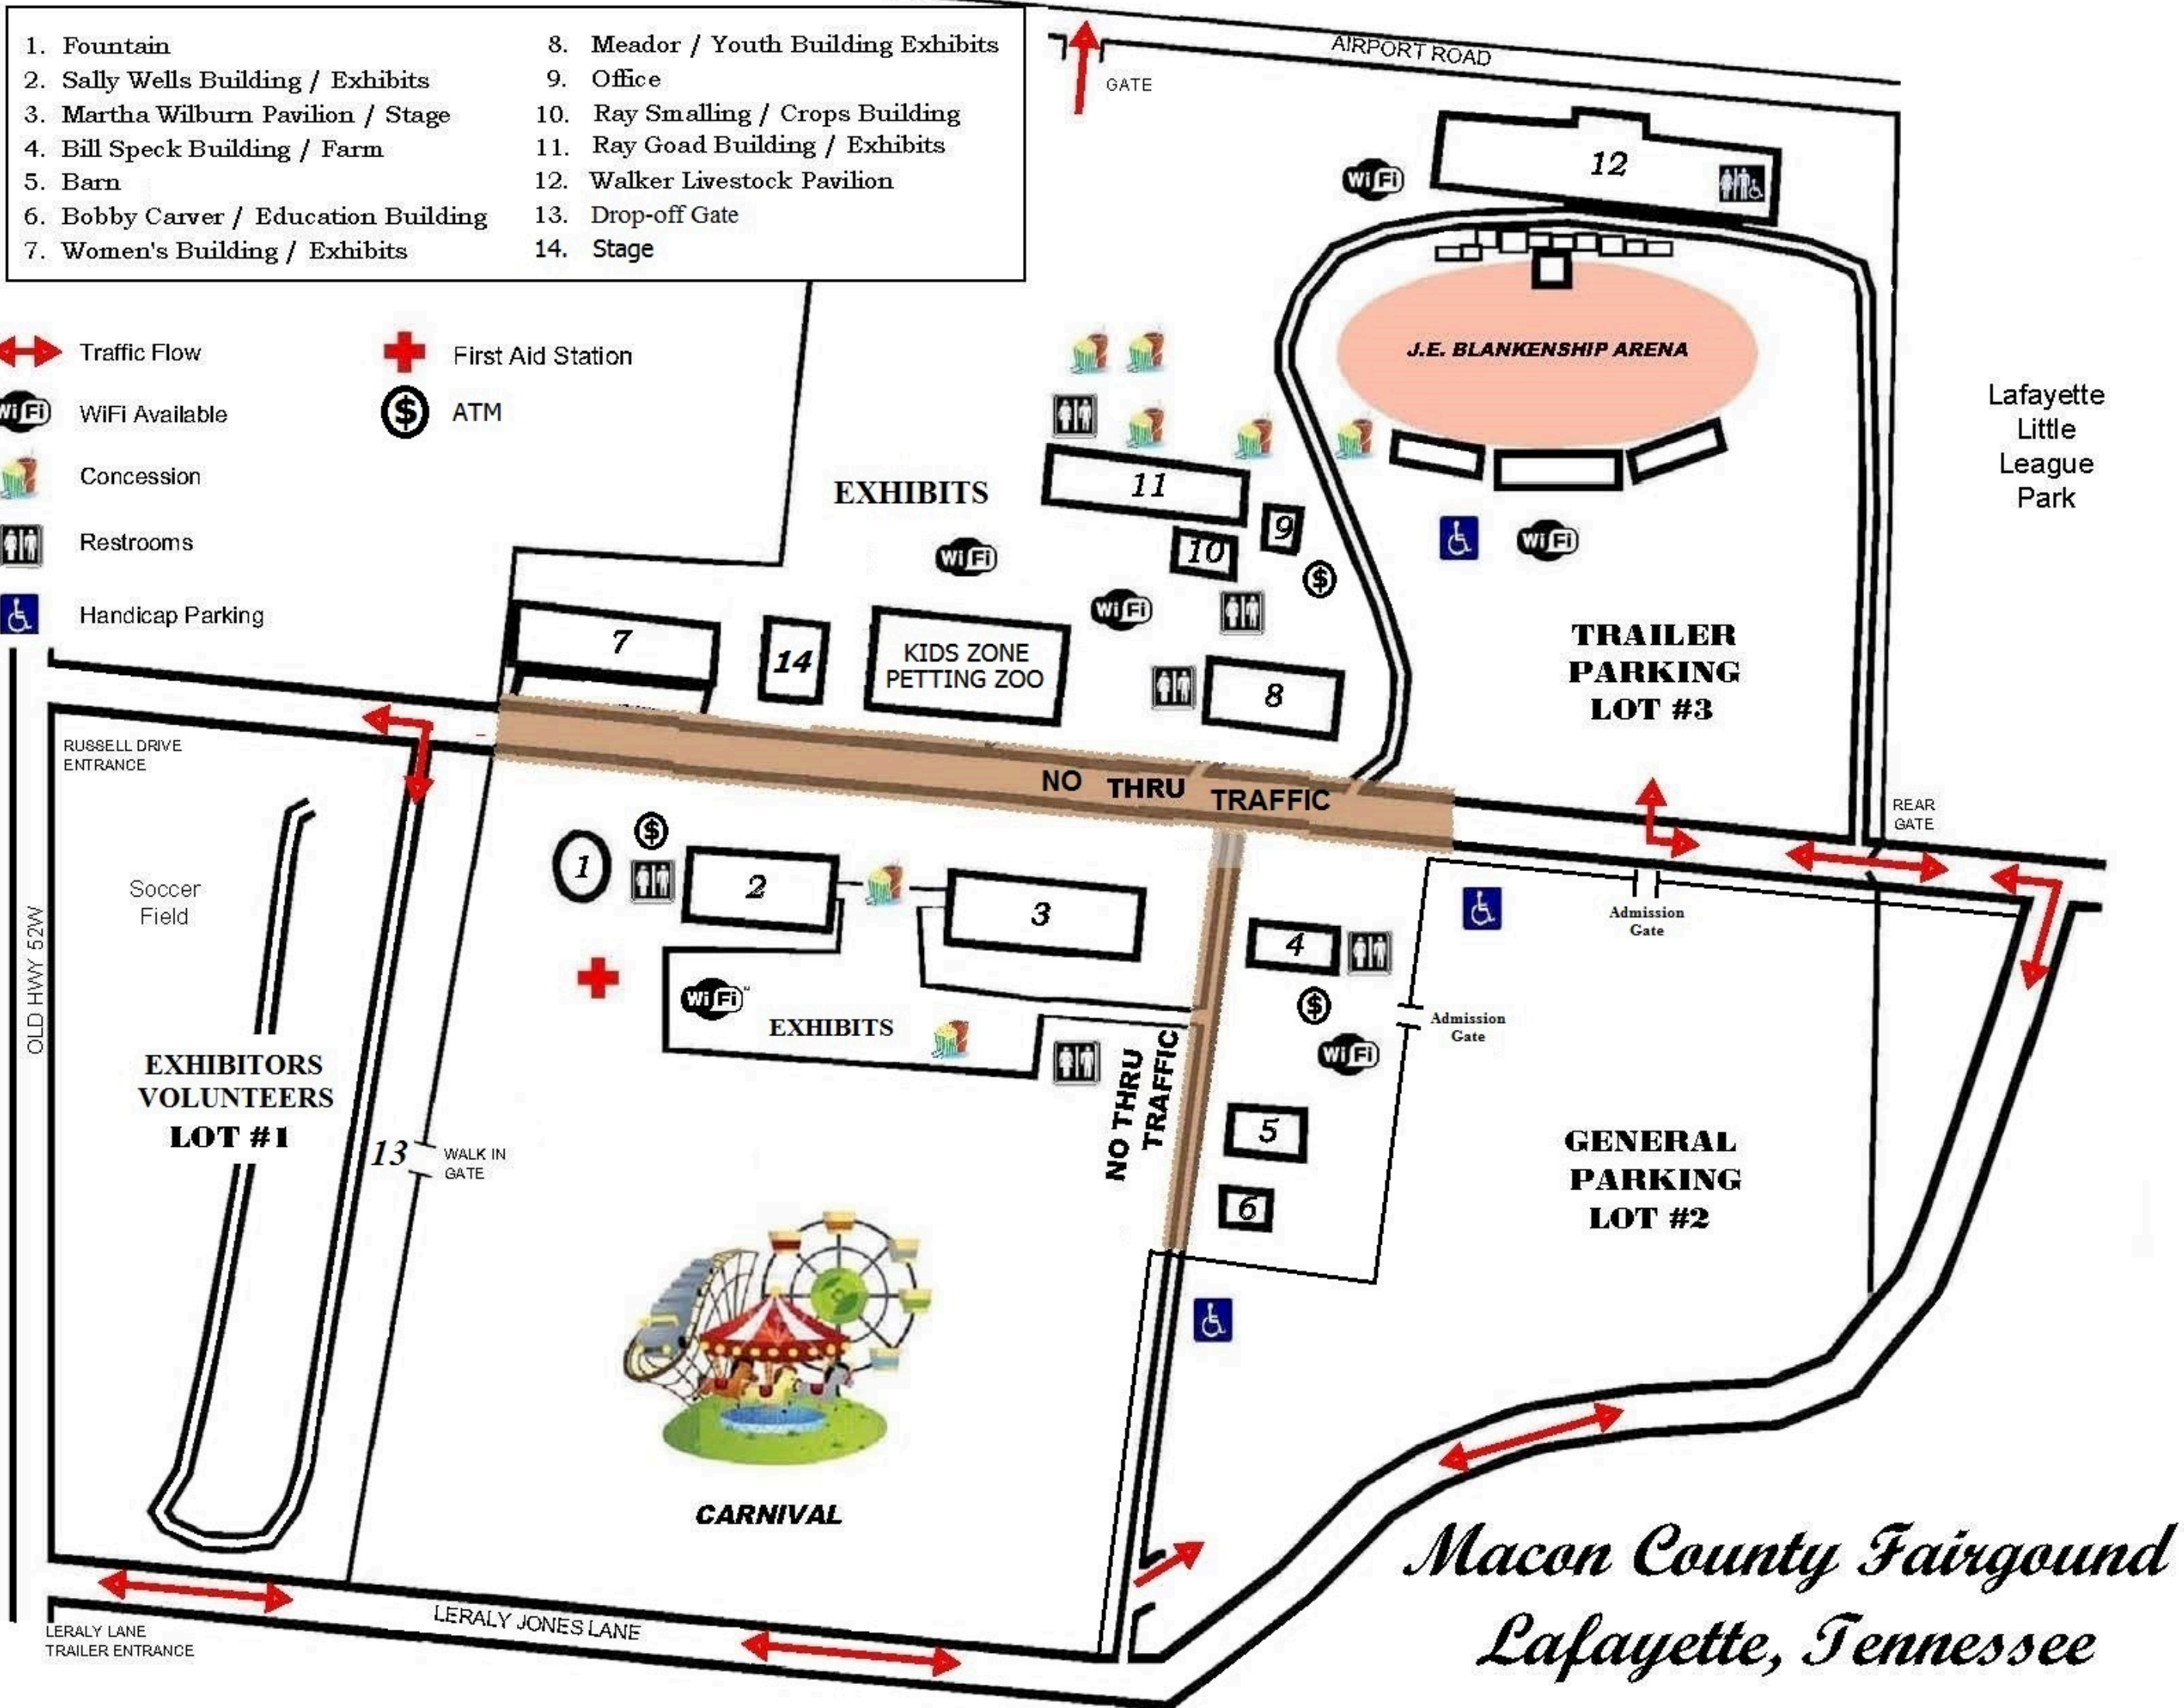 1. Fountain
2. Sally Wells Building / Exhibits
3. Martha Wilburn Pavilion / Stage
4. Bill Speck Building / Farm
5. Barn
6. Bobby Carver / Education Building
7. Women's Building / Exhibits
8. Meador / Youth Building Exhibits
9. Office
10. Ray Smalling / Crops Building
11. Ray Goad Building / Exhibits
12. Walker Livestock Pavilion
13. Drop-off Gate
14. Stage
Traffic Flow
WiFi WiFi Available
Concession
Restrooms
Handicap Parking
First Aid Station
$ ATM
AIRPORT ROAD
GATE
12
WiFi
J.E. BLANKENSHIP ARENA
Lafayette
Little
League
Park
EXHIBITS
11
9
10
WiFi
$
WiFi
WiFi
7
14
KIDS ZONE
PETTING ZOO
8
TRAILER
PARKING
LOT #3
RUSSELL DRIVE
ENTRANCE
NO THRU TRAFFIC
REAR
GATE
1
$
2
3
4
$
WiFi
Admission
Gate
Admission
Gate
Soccer
Field
OLD HWY 52W
WiFi
EXHIBITS
NO THRU
TRAFFIC
5
6
EXHIBITORS
VOLUNTEERS
LOT #1
13
WALK IN
GATE
GENERAL
PARKING
LOT #2
CARNIVAL
LERALY JONES LANE
LERALY LANE
TRAILER ENTRANCE
Macon County Fairgound
Lafayette, Tennessee